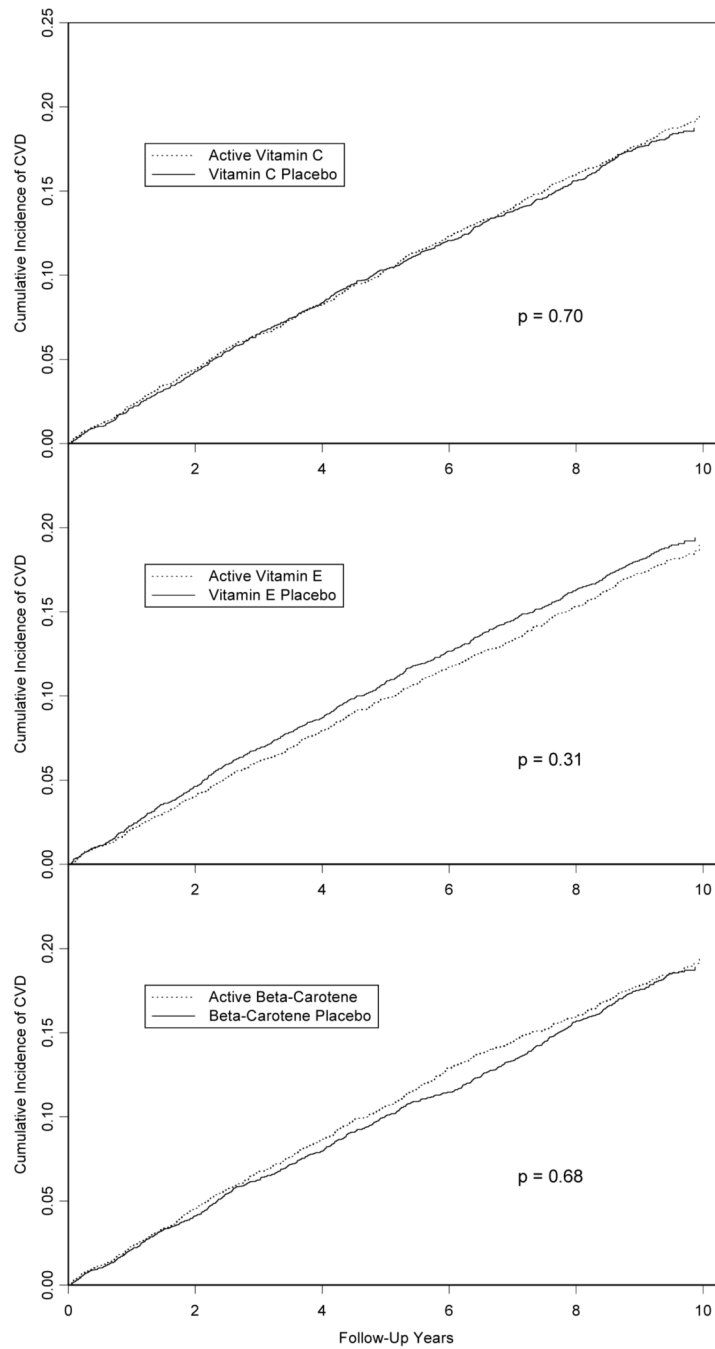 0.25
0.20
0.15
0.10
0.05
0.00
Cumulative Incidence of CVD
Active Vitamin C
Vitamin C Placebo
p = 0.70
2 4 6 8 10
0.20
0.15
0.10
0.05
0.00
Cumulative Incidence of CVD
Active Vitamin E
Vitamin E Placebo
p = 0.31
2 4 6 8 10
0.20
0.15
0.10
0.05
0.00
Cumulative Incidence of CVD
Active Beta-Carotene
Beta-Carotene Placebo
p = 0.68
0 2 4 6 8 10
Follow-Up Years